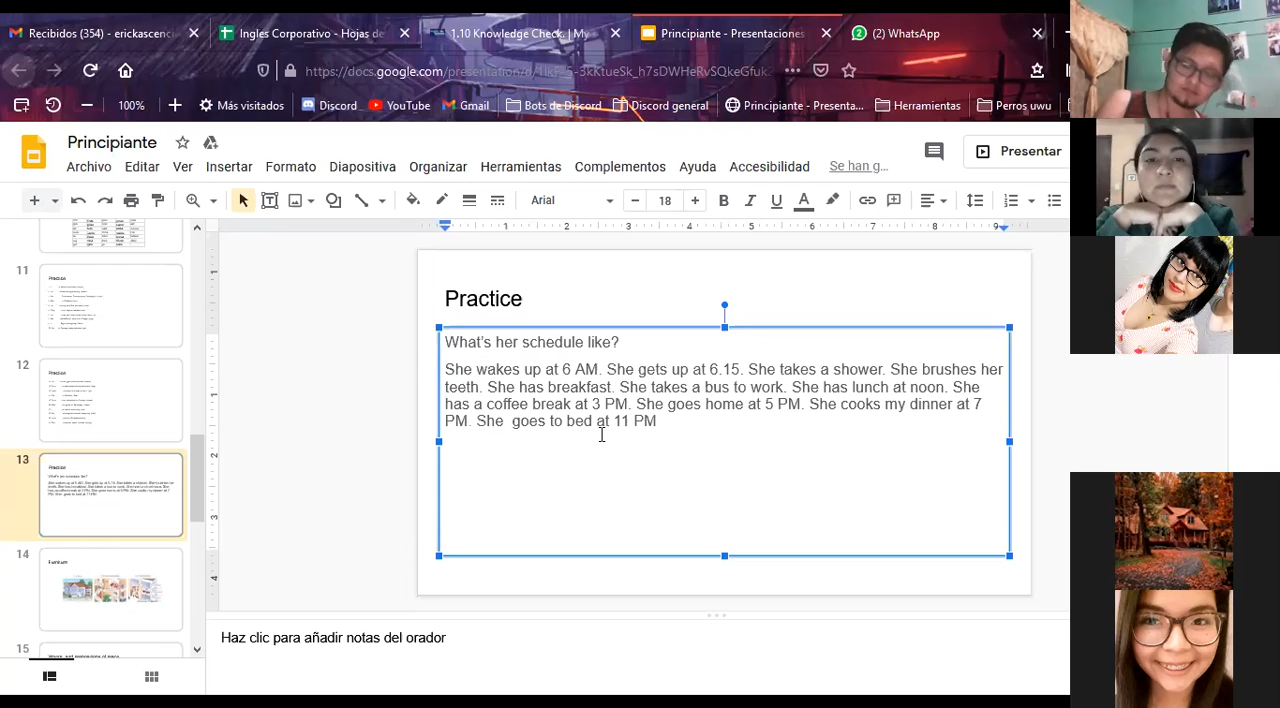 Recibidos (354) - erickascenc
Ingles Corporativo - Hojas de
1.10 Knowledge Check. | My
Principiante - Presentaciones
(2) WhatsApp
https://docs.google.com/presentation/d/
100%
Más visitados
Discord
YouTube
Gmail
Bots de Discord
Discord general
Principiante - Presenta...
Herramientas
Perros uwu
Principiante
Archivo Editar Ver Insertar Formato Diapositiva Organizar Herramientas Complementos Ayuda Accesibilidad Se han g...
Presentar
Arial
18
11
Practice
12
Practice
13
Practice
14
Furniture
15
Practice
What's her schedule like?
She wakes up at 6 AM. She gets up at 6.15. She takes a shower. She brushes her
teeth. She has breakfast. She takes a bus to work. She has lunch at noon. She
has a coffee break at 3 PM. She goes home at 5 PM. She cooks my dinner at 7
PM. She  goes to bed at 11 PM
Haz clic para añadir notas del orador